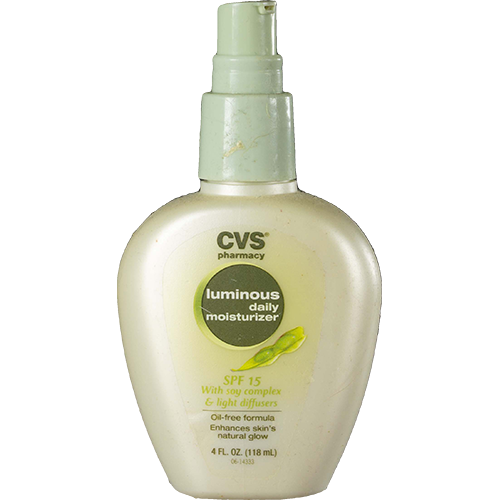 CVS®
pharmacy
luminous
daily
moisturizer
SPF 15
With soy complex
& light diffusers
Oil-free formula
Enhances skin's
natural glow
4 FL. OZ. (118 mL)